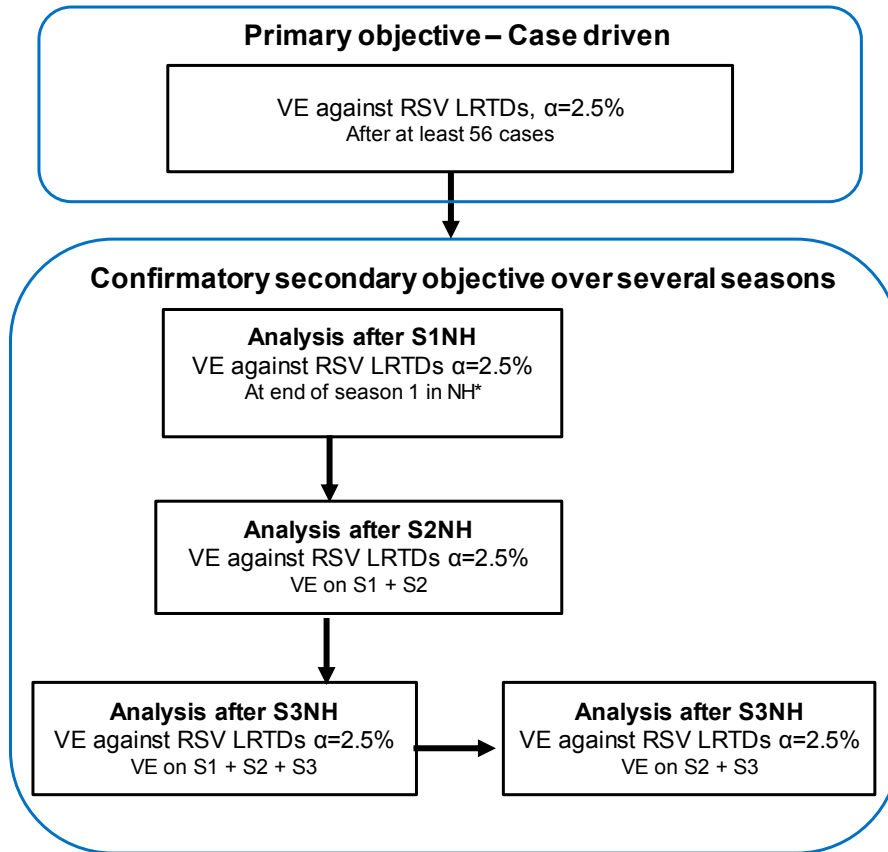 Primary objective – Case driven
VE against RSV LRTDs, α=2.5%
After at least 56 cases
Confirmatory secondary objective over several seasons
Analysis after S1NH
VE against RSV LRTDs α=2.5%
At end of season 1 in NH*
Analysis after S2NH
VE against RSV LRTDs α=2.5%
VE on S1 + S2
Analysis after S3NH
VE against RSV LRTDs α=2.5%
VE on S1 + S2 + S3
Analysis after S3NH
VE against RSV LRTDs α=2.5%
VE on S2 + S3